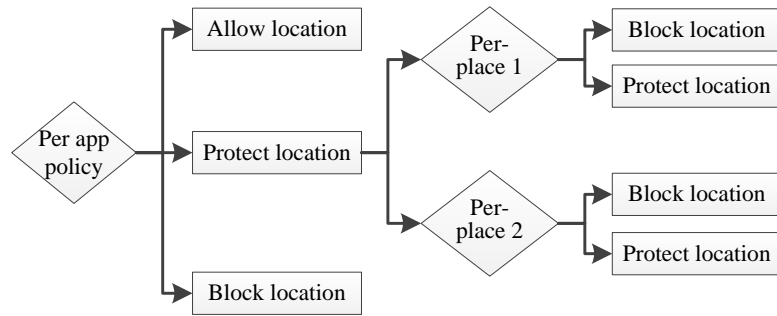 Per app
policy
Allow location
Protect location
Block location
Per-
place 1
Block location
Protect location
Per-
place 2
Block location
Protect location